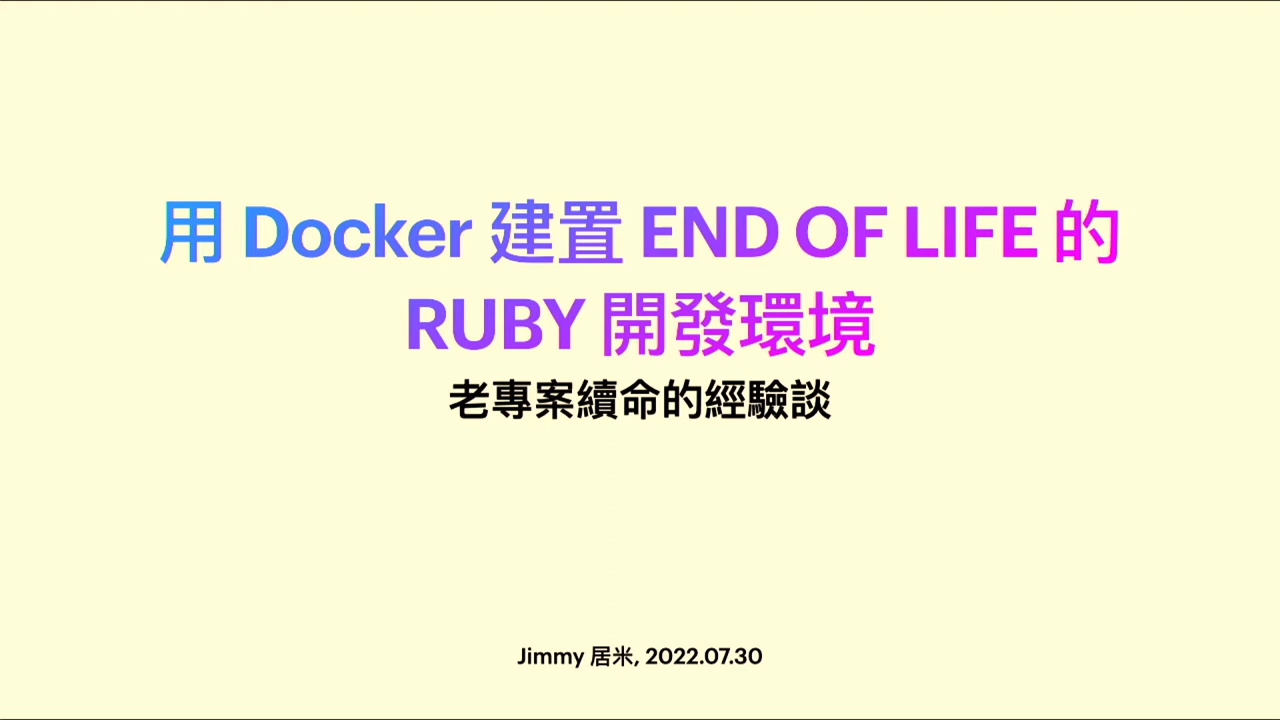 用 Docker 建置 END OF LIFE 的
RUBY 開發環境
老專案續命的經驗談
Jimmy 居米, 2022.07.30